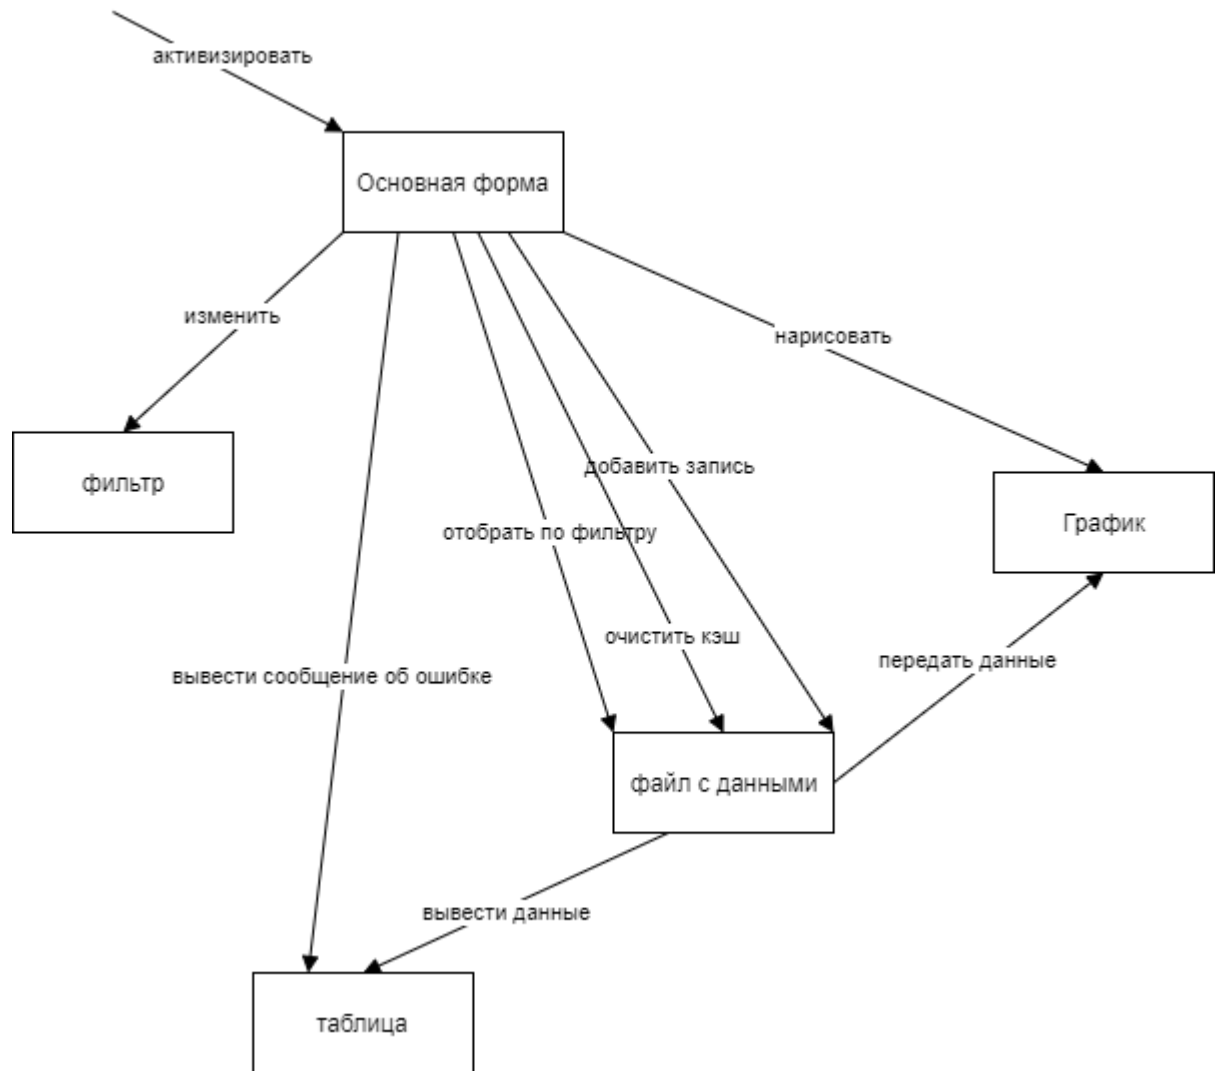 активизировать
Основная форма
изменить
нарисовать
добавить запись
фильтр
График
отобрать по фильтру
очистить кэш
передать данные
вывести сообщение об ошибке
файл с данными
вывести данные
таблица